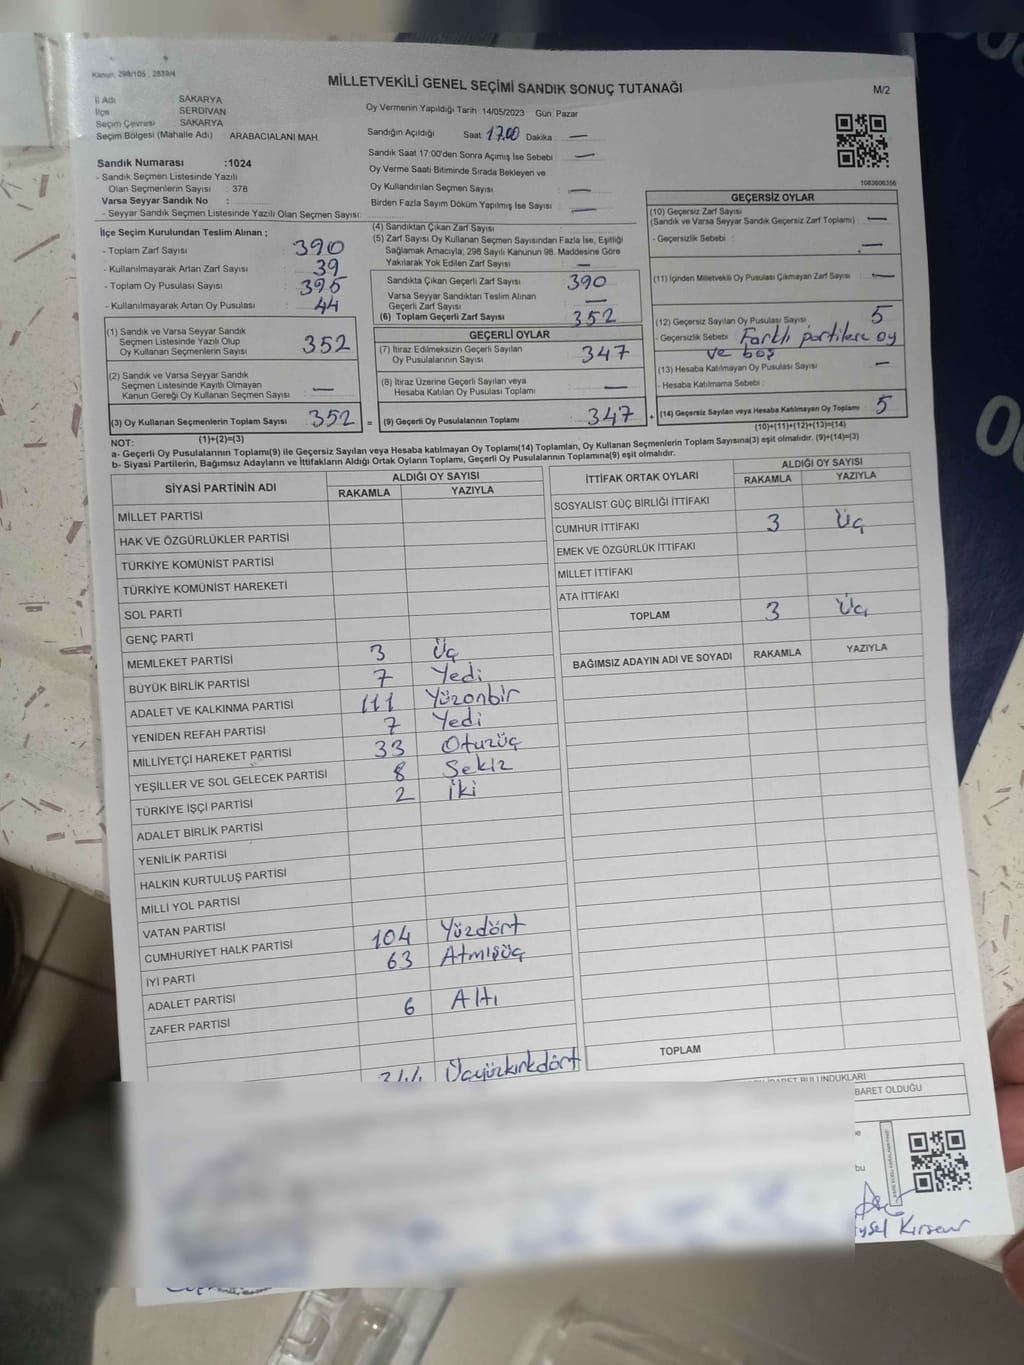 Kanun, 298/105 , 2839/4
MİLLETVEKİLİ GENEL SEÇİMİ SANDIK SONUÇ TUTANAĞI
M/2
İl Adı SAKARYA
İlçe SERDİVAN
Seçim Çevresi SAKARYA
Seçim Bölgesi (Mahalle Adı) : ARABACIALANI MAH.
Oy Vermenin Yapıldığı Tarih :14/05/2023 Gün: Pazar
Sandığın Açıldığı Saat 17.00 Dakika : —
Sandık Saat 17:00'den Sonra Açılmış İse Sebebi —
Oy Verme Saati Bitiminde Sırada Bekleyen ve
Oy Kullandırılan Seçmen Sayısı : —
Birden Fazla Sayım Döküm Yapılmış İse Sayısı : —
1083606356
Sandık Numarası :1024
- Sandık Seçmen Listesinde Yazılı
Olan Seçmenlerin Sayısı : 378
Varsa Seyyar Sandık No :
- Seyyar Sandık Seçmen Listesinde Yazılı Olan Seçmen Sayısı:
İlçe Seçim Kurulundan Teslim Alınan ;
- Toplam Zarf Sayısı : 390
- Kullanılmayarak Artan Zarf Sayısı : 39
- Toplam Oy Pusulası Sayısı : 396
- Kullanılmayarak Artan Oy Pusulası : 44
(1) Sandık ve Varsa Seyyar Sandık
Seçmen Listesinde Yazılı Olup
Oy Kullanan Seçmenlerin Sayısı : 352
(2) Sandık ve Varsa Seyyar Sandık
Seçmen Listesinde Kayıtlı Olmayan
Kanun Gereği Oy Kullanan Seçmen Sayısı : —
(3) Oy Kullanan Seçmenlerin Toplam Sayısı : 352 =
(1)+(2)=(3)
(4) Sandıktan Çıkan Zarf Sayısı :
(5) Zarf Sayısı Oy Kullanan Seçmen Sayısından Fazla İse, Eşitliği
Sağlamak Amacıyla; 298 Sayılı Kanunun 98. Maddesine Göre
Yakılarak Yok Edilen Zarf Sayısı : —
Sandıkta Çıkan Geçerli Zarf Sayısı : 390
Varsa Seyyar Sandıktan Teslim Alınan
Geçerli Zarf Sayısı : —
(6) Toplam Geçerli Zarf Sayısı : 352
GEÇERLİ OYLAR
(7) İtiraz Edilmeksizin Geçerli Sayılan
Oy Pusulalarının Sayısı : 347
(8) İtiraz Üzerine Geçerli Sayılan veya
Hesaba Katılan Oy Pusulası Toplamı : —
(9) Geçerli Oy Pusulalarının Toplamı : 347 +
GEÇERSİZ OYLAR
(10) Geçersiz Zarf Sayısı
(Sandık ve Varsa Seyyar Sandık Geçersiz Zarf Toplamı) : —
- Geçersizlik Sebebi : —
(11) İçinden Milletvekili Oy Pusulası Çıkmayan Zarf Sayısı : —
(12) Geçersiz Sayılan Oy Pusulası Sayısı : 5
- Geçersizlik Sebebi : Farklı partilere oy
ve boş
(13) Hesaba Katılmayan Oy Pusulası Sayısı : —
- Hesaba Katılmama Sebebi :
(14) Geçersiz Sayılan veya Hesaba Katılmayan Oy Toplamı : 5
(10)+(11)+(12)+(13)=(14)
NOT:
a- Geçerli Oy Pusulasının Toplamı(9) ile Geçersiz Sayılan veya Hesaba katılmayan Oy Toplamı(14) Toplamları, Oy Kullanan Seçmenlerin Toplam Sayısına(3) eşit olmalıdır. (9)+(14)=(3)
b- Siyasi Partilerin, Bağımsız Adayların ve İttifakların Aldığı Ortak Oyların Toplamı, Geçerli Oy Pusulalarının Toplamına(9) eşit olmalıdır.
SİYASİ PARTİNİN ADI
ALDIĞI OY SAYISI
RAKAMLA YAZIYLA
MİLLET PARTİSİ
HAK VE ÖZGÜRLÜKLER PARTİSİ
TÜRKİYE KOMÜNİST PARTİSİ
TÜRKİYE KOMÜNİST HAREKETİ
SOL PARTİ
GENÇ PARTİ
MEMLEKET PARTİSİ 3 Üç
BÜYÜK BİRLİK PARTİSİ 7 Yedi
ADALET VE KALKINMA PARTİSİ 111 Yüzonbir
YENİDEN REFAH PARTİSİ 7 Yedi
MİLLİYETÇİ HAREKET PARTİSİ 33 Otuzüç
YEŞİLLER VE SOL GELECEK PARTİSİ 8 Sekiz
TÜRKİYE İŞÇİ PARTİSİ 2 İki
ADALET BİRLİK PARTİSİ
YENİLİK PARTİSİ
HALKIN KURTULUŞ PARTİSİ
MİLLİ YOL PARTİSİ
VATAN PARTİSİ
CUMHURİYET HALK PARTİSİ 104 Yüzdört
İYİ PARTİ 63 Atmışüç
ADALET PARTİSİ
ZAFER PARTİSİ 6 Altı
344 Üçyüzkırkdört
İTTİFAK ORTAK OYLARI
ALDIĞI OY SAYISI
RAKAMLA YAZIYLA
SOSYALİST GÜÇ BİRLİĞİ İTTİFAKI
CUMHUR İTTİFAKI 3 Üç
EMEK VE ÖZGÜRLÜK İTTİFAKI
MİLLET İTTİFAKI
ATA İTTİFAKI
TOPLAM 3 Üç
BAĞIMSIZ ADAYIN ADI VE SOYADI RAKAMLA YAZIYLA
TOPLAM
BULUNDUKLARI
BARET OLDUĞU
bu
ysel Kırsaur